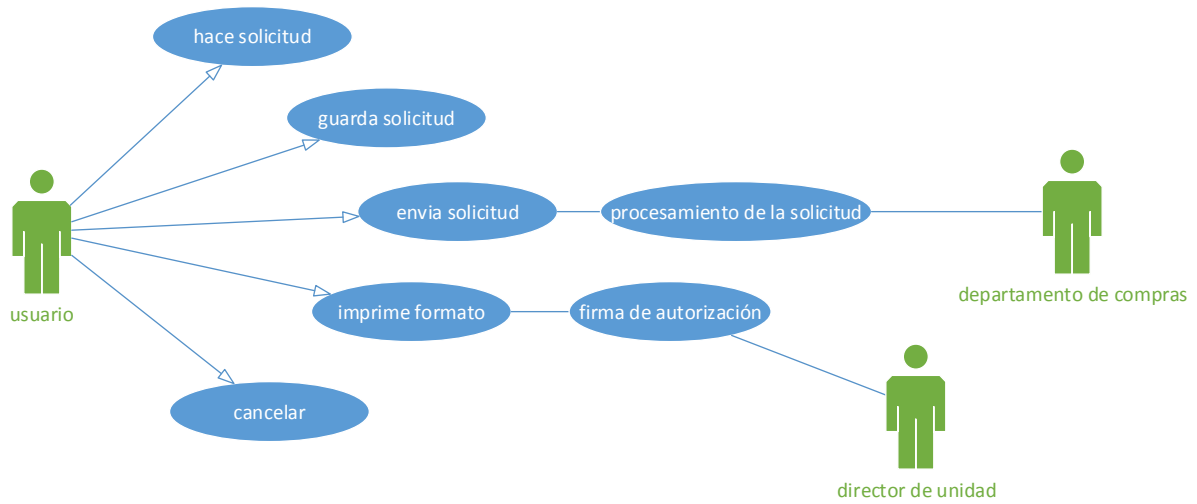 hace solicitud
guarda solicitud
envia solicitud
procesamiento de la solicitud
departamento de compras
usuario
imprime formato
firma de autorización
cancelar
director de unidad